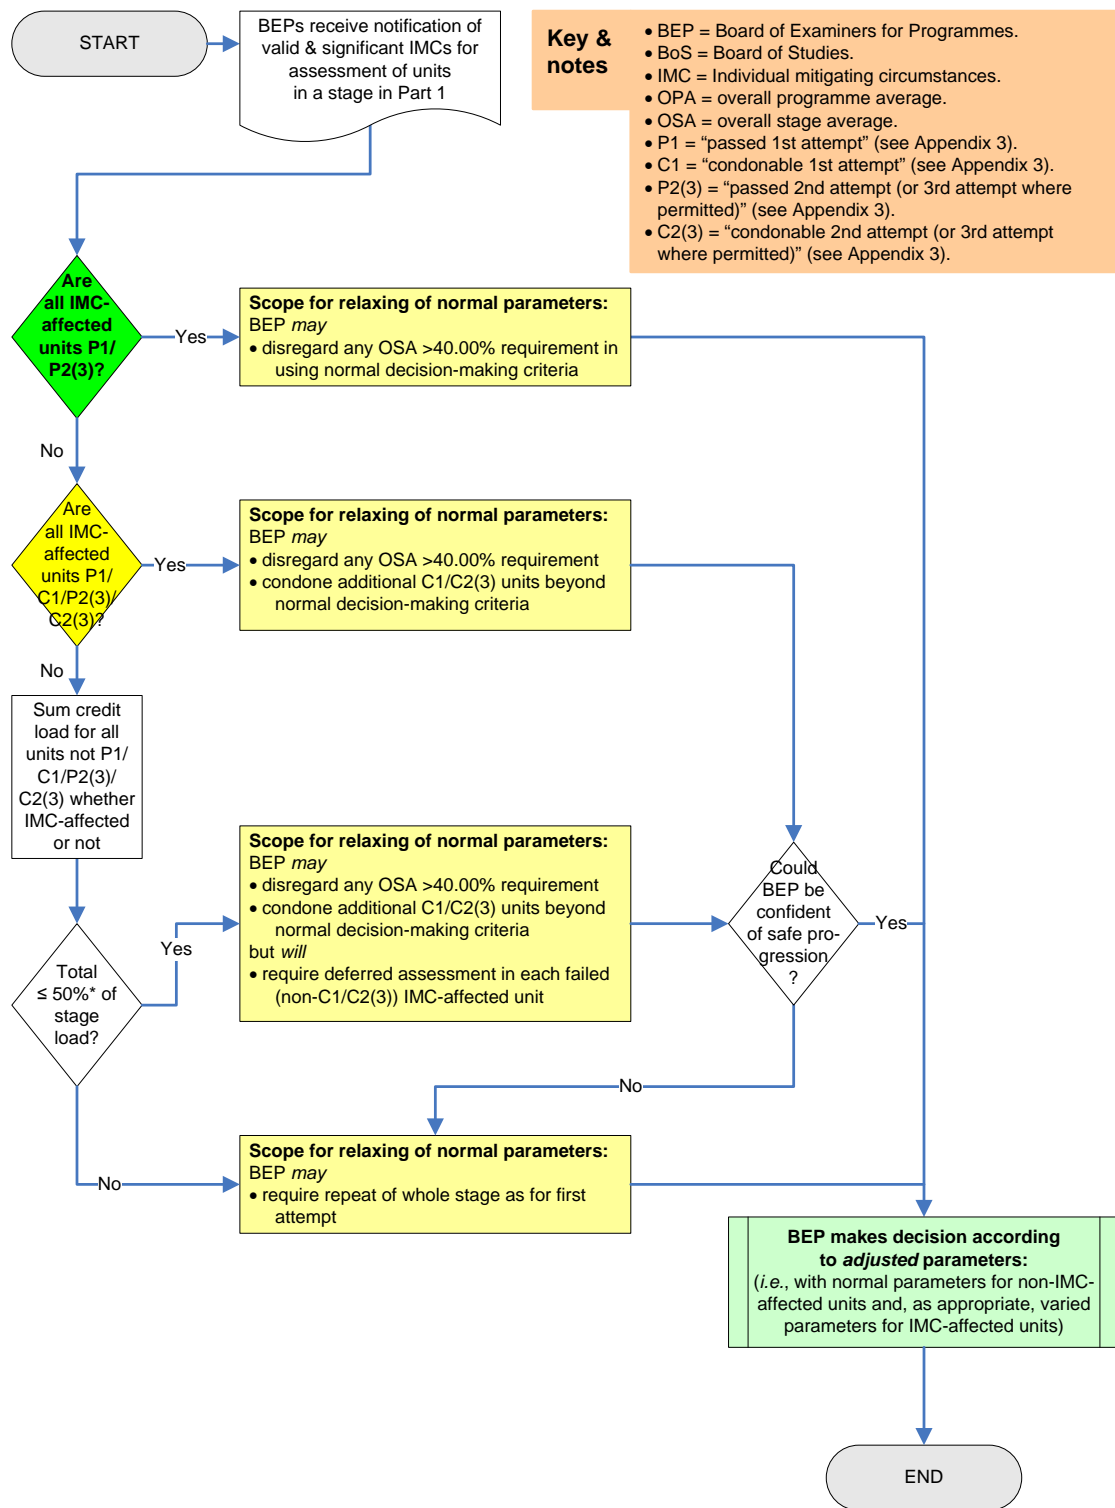 START
BEPs receive notification of
valid & significant IMCs for
assessment of units
in a stage in Part 1
Key &
notes
• BEP = Board of Examiners for Programmes.
• BoS = Board of Studies.
• IMC = Individual mitigating circumstances.
• OPA = overall programme average.
• OSA = overall stage average.
• P1 = “passed 1st attempt” (see Appendix 3).
• C1 = “condonable 1st attempt” (see Appendix 3).
• P2(3) = “passed 2nd attempt (or 3rd attempt where
permitted)” (see Appendix 3).
• C2(3) = “condonable 2nd attempt (or 3rd attempt
where permitted)” (see Appendix 3).
Are
all IMC-
affected
units P1/
P2(3)?
Yes
Scope for relaxing of normal parameters:
BEP may
• disregard any OSA >40.00% requirement in
using normal decision-making criteria
No
Are
all IMC-
affected
units P1/
C1/P2(3)/
C2(3)?
Yes
Scope for relaxing of normal parameters:
BEP may
• disregard any OSA >40.00% requirement
• condone additional C1/C2(3) units beyond
normal decision-making criteria
No
Sum credit
load for all
units not P1/
C1/P2(3)/
C2(3) whether
IMC-affected
or not
Total
≤ 50%* of
stage
load?
Yes
Scope for relaxing of normal parameters:
BEP may
• disregard any OSA >40.00% requirement
• condone additional C1/C2(3) units beyond
normal decision-making criteria
but will
• require deferred assessment in each failed
(non-C1/C2(3)) IMC-affected unit
Could
BEP be
confident
of safe pro-
gression
?
Yes
No
No
Scope for relaxing of normal parameters:
BEP may
• require repeat of whole stage as for first
attempt
BEP makes decision according
to adjusted parameters:
(i.e., with normal parameters for non-IMC-
affected units and, as appropriate, varied
parameters for IMC-affected units)
END